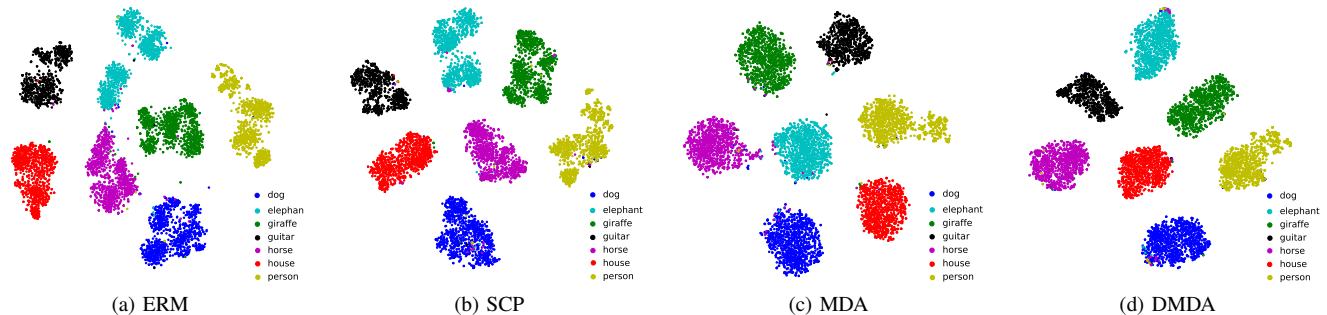 dog
elephan
giraffe
guitar
horse
house
person
(a) ERM
dog
elephant
giraffe
guitar
horse
house
person
(b) SCP
dog
elephant
giraffe
guitar
horse
house
person
(c) MDA
dog
elephant
giraffe
guitar
horse
house
person
(d) DMDA